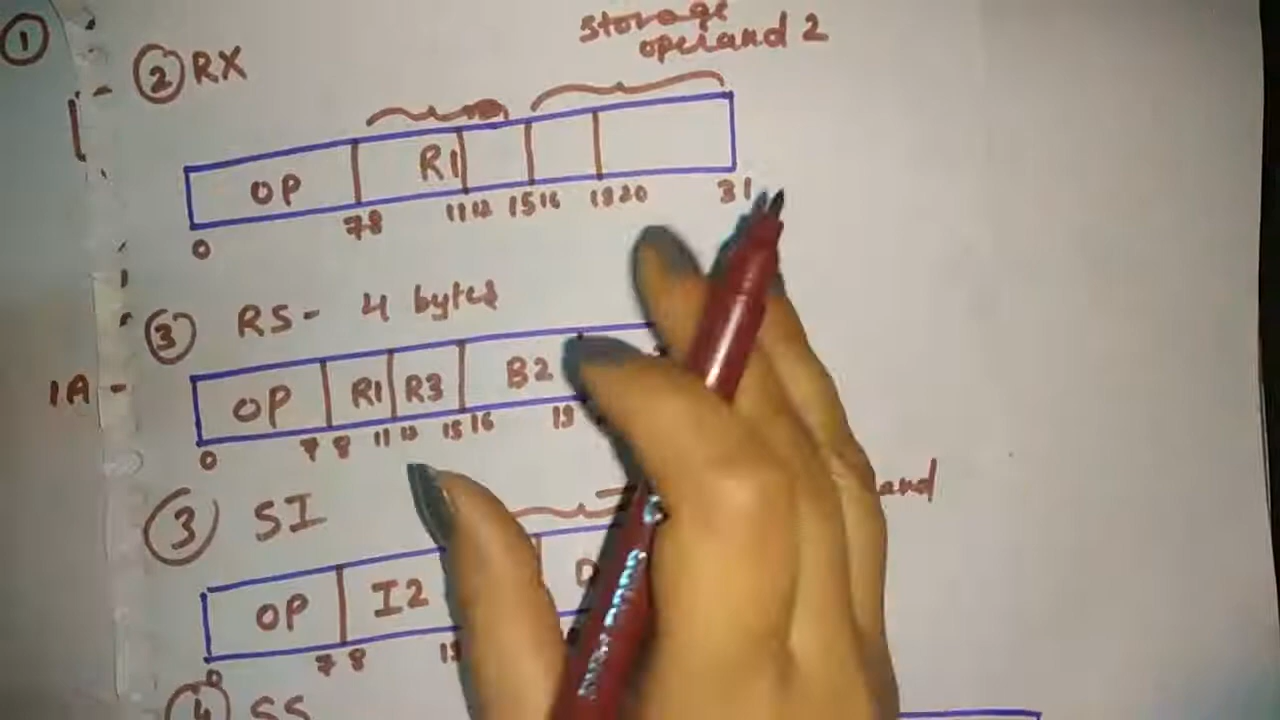 1
storage
operand 2
2 RX
OP R1
0 7 8 11 12 15 16 19 20 31
3 RS- 4 bytes
1A -
OP R1 R3 B2
0 7 8 11 12 15 16 19
and
3 SI
OP I2 D
0 7 8 15
4 SS